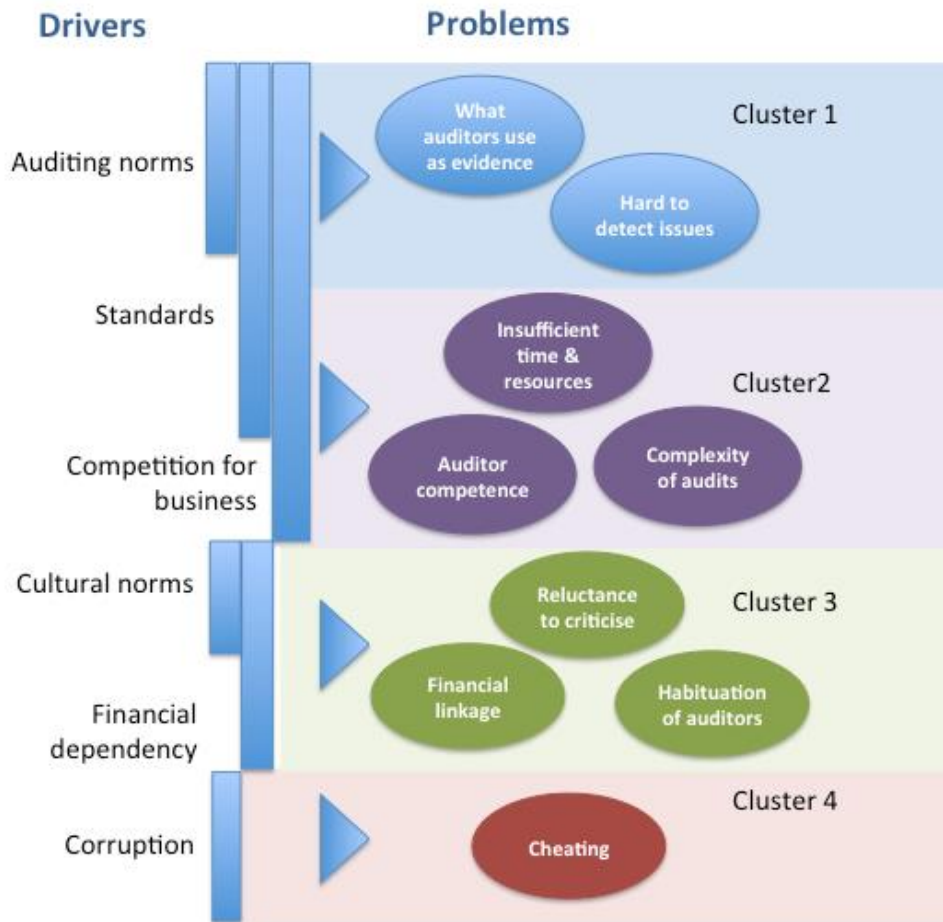 Drivers
Problems
Auditing norms
What
auditors use
as evidence
Cluster 1
Hard to
detect issues
Standards
Insufficient
time &
resources
Cluster2
Competition for
business
Auditor
competence
Complexity
of audits
Cultural norms
Reluctance
to criticise
Cluster 3
Financial
dependency
Financial
linkage
Habituation
of auditors
Cluster 4
Corruption
Cheating